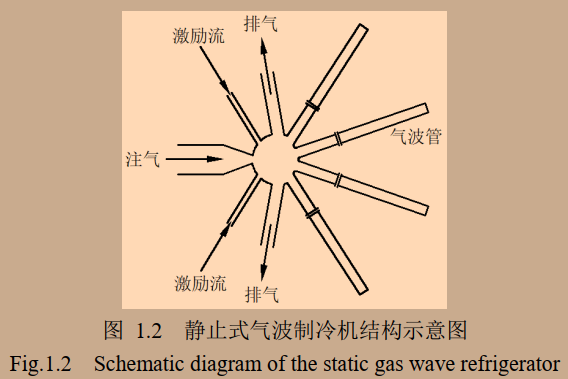 排气
激励流
气波管
注气
激励流
排气
图 1.2 静止式气波制冷机结构示意图
Fig.1.2 Schematic diagram of the static gas wave refrigerator